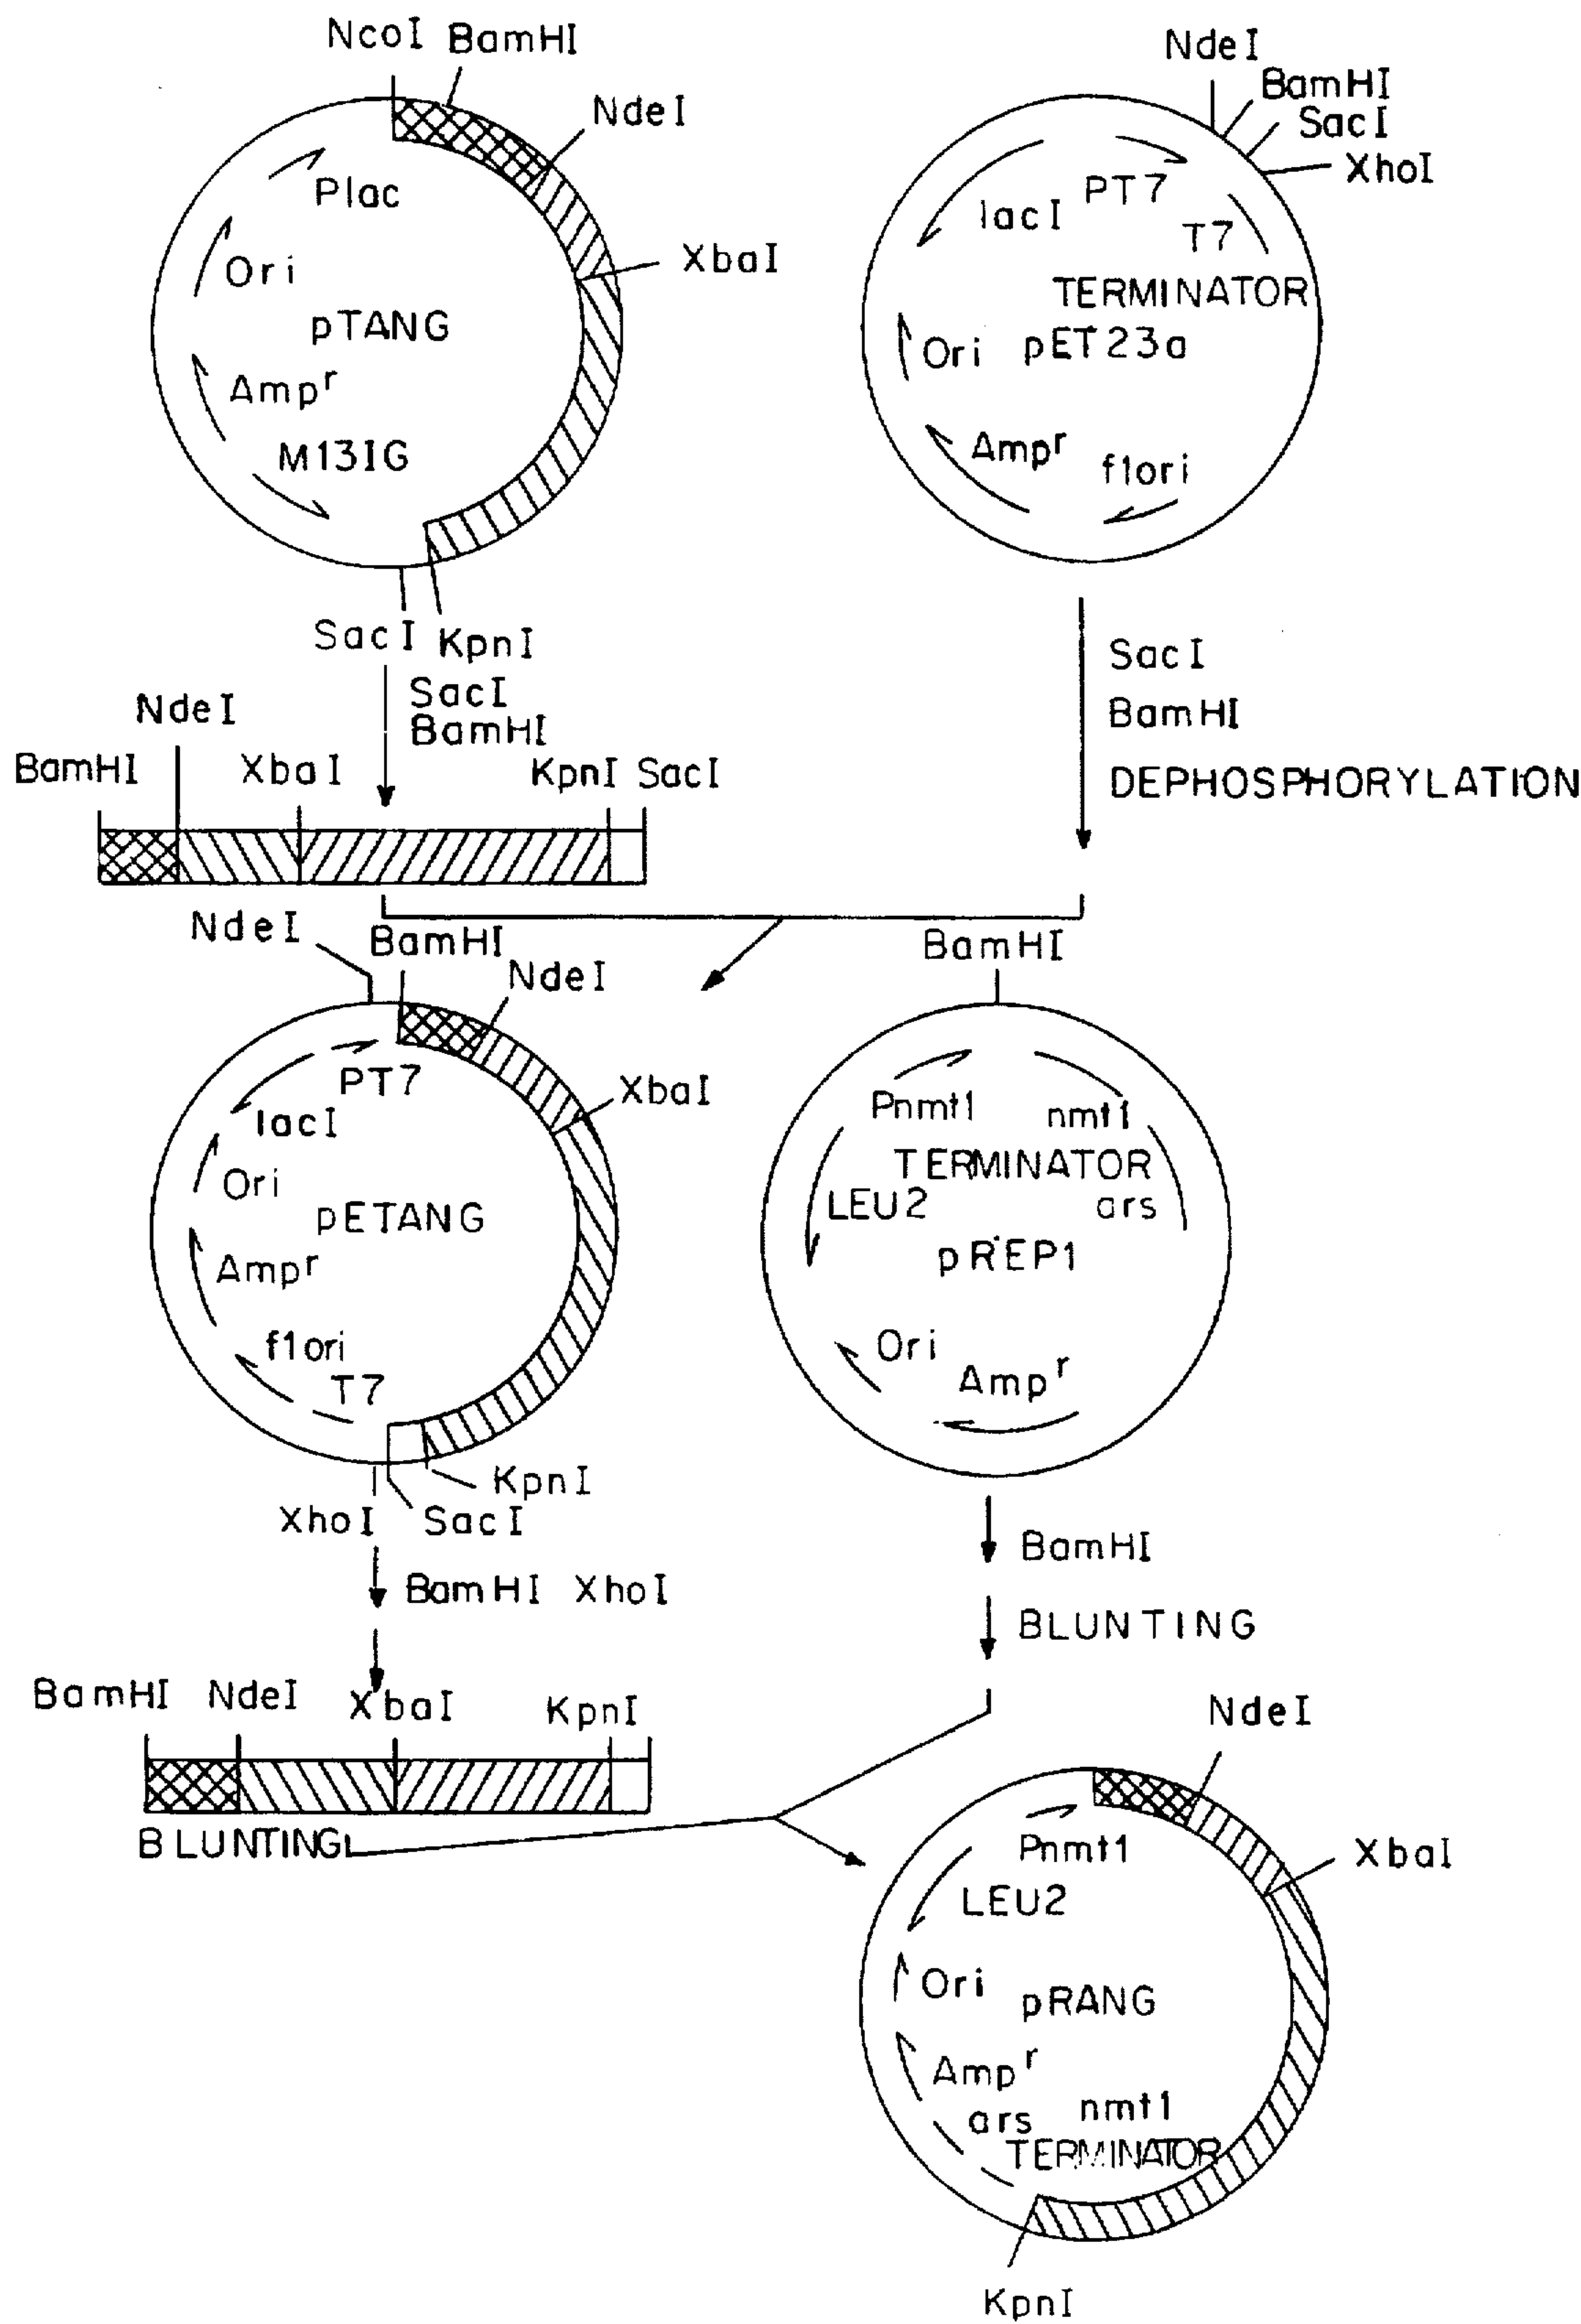 NcoI BamHI
NdeI
Plac
XbaI
Ori
pTANG
Ampr
M13IG
SacI KpnI
NdeI
BamHI
SacI
XhoI
PT7
lacI
T7
TERMINATOR
Ori pET23a
Ampr
f1ori
SacI
BamHI
SacI
BamHI
DEPHOSPHORYLATION
NdeI
BamHI XbaI KpnI SacI
NdeI BamHI
NdeI
XbaI
PT7
lacI
Ori
pETANG
Ampr
f1ori
T7
KpnI
XhoI SacI
BamHI
Pnmt1 nmt1
TERMINATOR
LEU2 ars
pREP1
Ori
Ampr
BamHI XhoI
BamHI
BLUNTING
BamHI NdeI XbaI KpnI
BLUNTING
NdeI
XbaI
Pnmt1
LEU2
Ori pRANG
Ampr
ars nmt1
TERMINATOR
KpnI